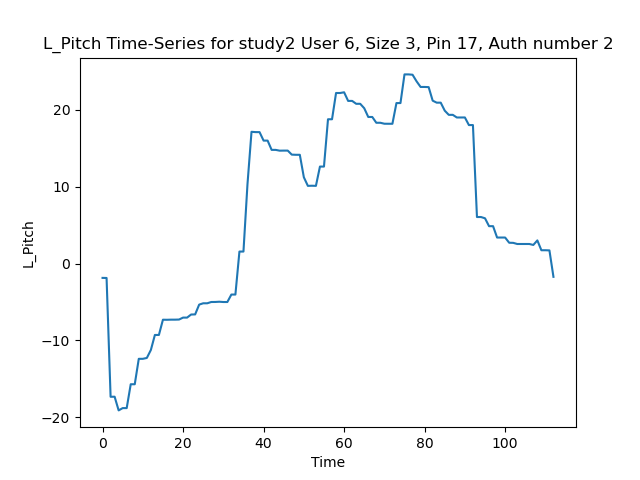 L_Pitch Time-Series for study2 User 6, Size 3, Pin 17, Auth number 2
20
10
0
−10
−20
L_Pitch
0 20 40 60 80 100
Time